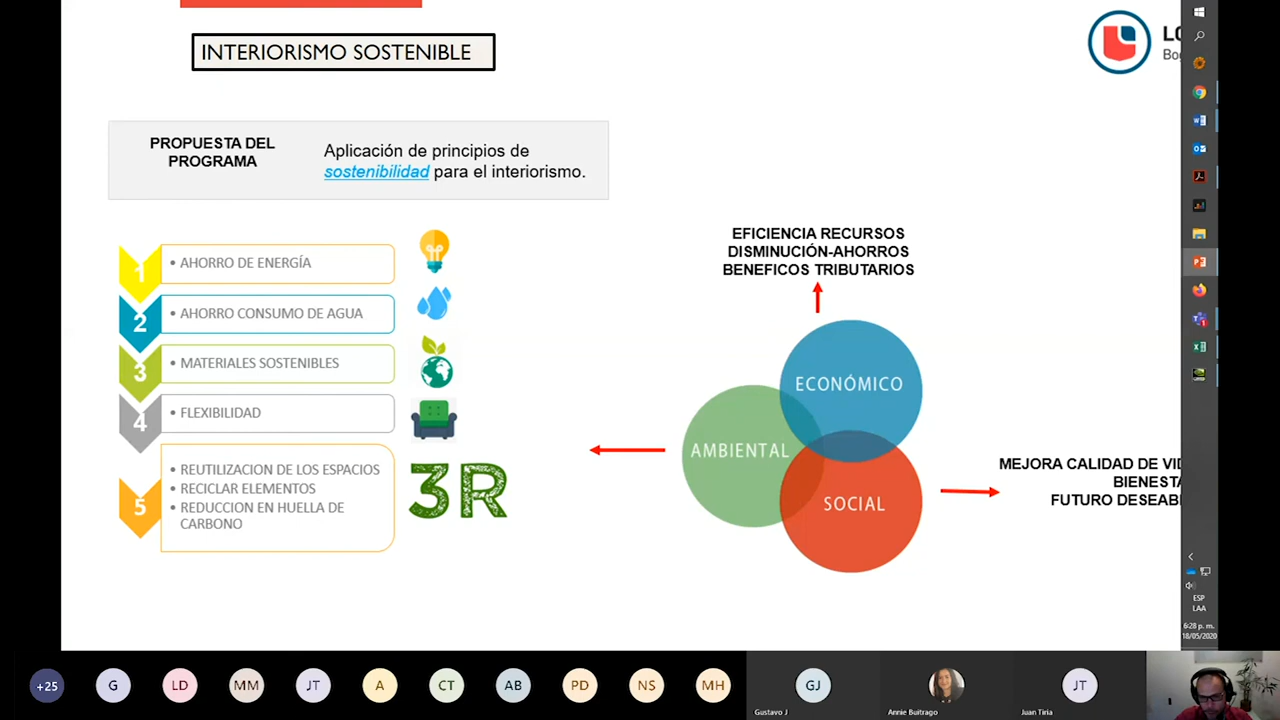 INTERIORISMO SOSTENIBLE
PROPUESTA DEL
PROGRAMA
Aplicación de principios de
sostenibilidad para el interiorismo.
1
• AHORRO DE ENERGÍA
2
• AHORRO CONSUMO DE AGUA
3
• MATERIALES SOSTENIBLES
4
• FLEXIBILIDAD
5
• REUTILIZACION DE LOS ESPACIOS
• RECICLAR ELEMENTOS
• REDUCCION EN HUELLA DE
CARBONO
3R
EFICIENCIA RECURSOS
DISMINUCIÓN-AHORROS
BENEFICOS TRIBUTARIOS
ECONÓMICO
AMBIENTAL
SOCIAL
MEJORA CALIDAD DE VID
BIENESTA
FUTURO DESEAB
LO
Bog
ESP
LAA
6:28 p. m.
18/05/2020
+25
G
LD
MM
JT
A
CT
AB
PD
NS
MH
GJ
Gustavo J
Annie Buitrago
JT
Juan Tiria